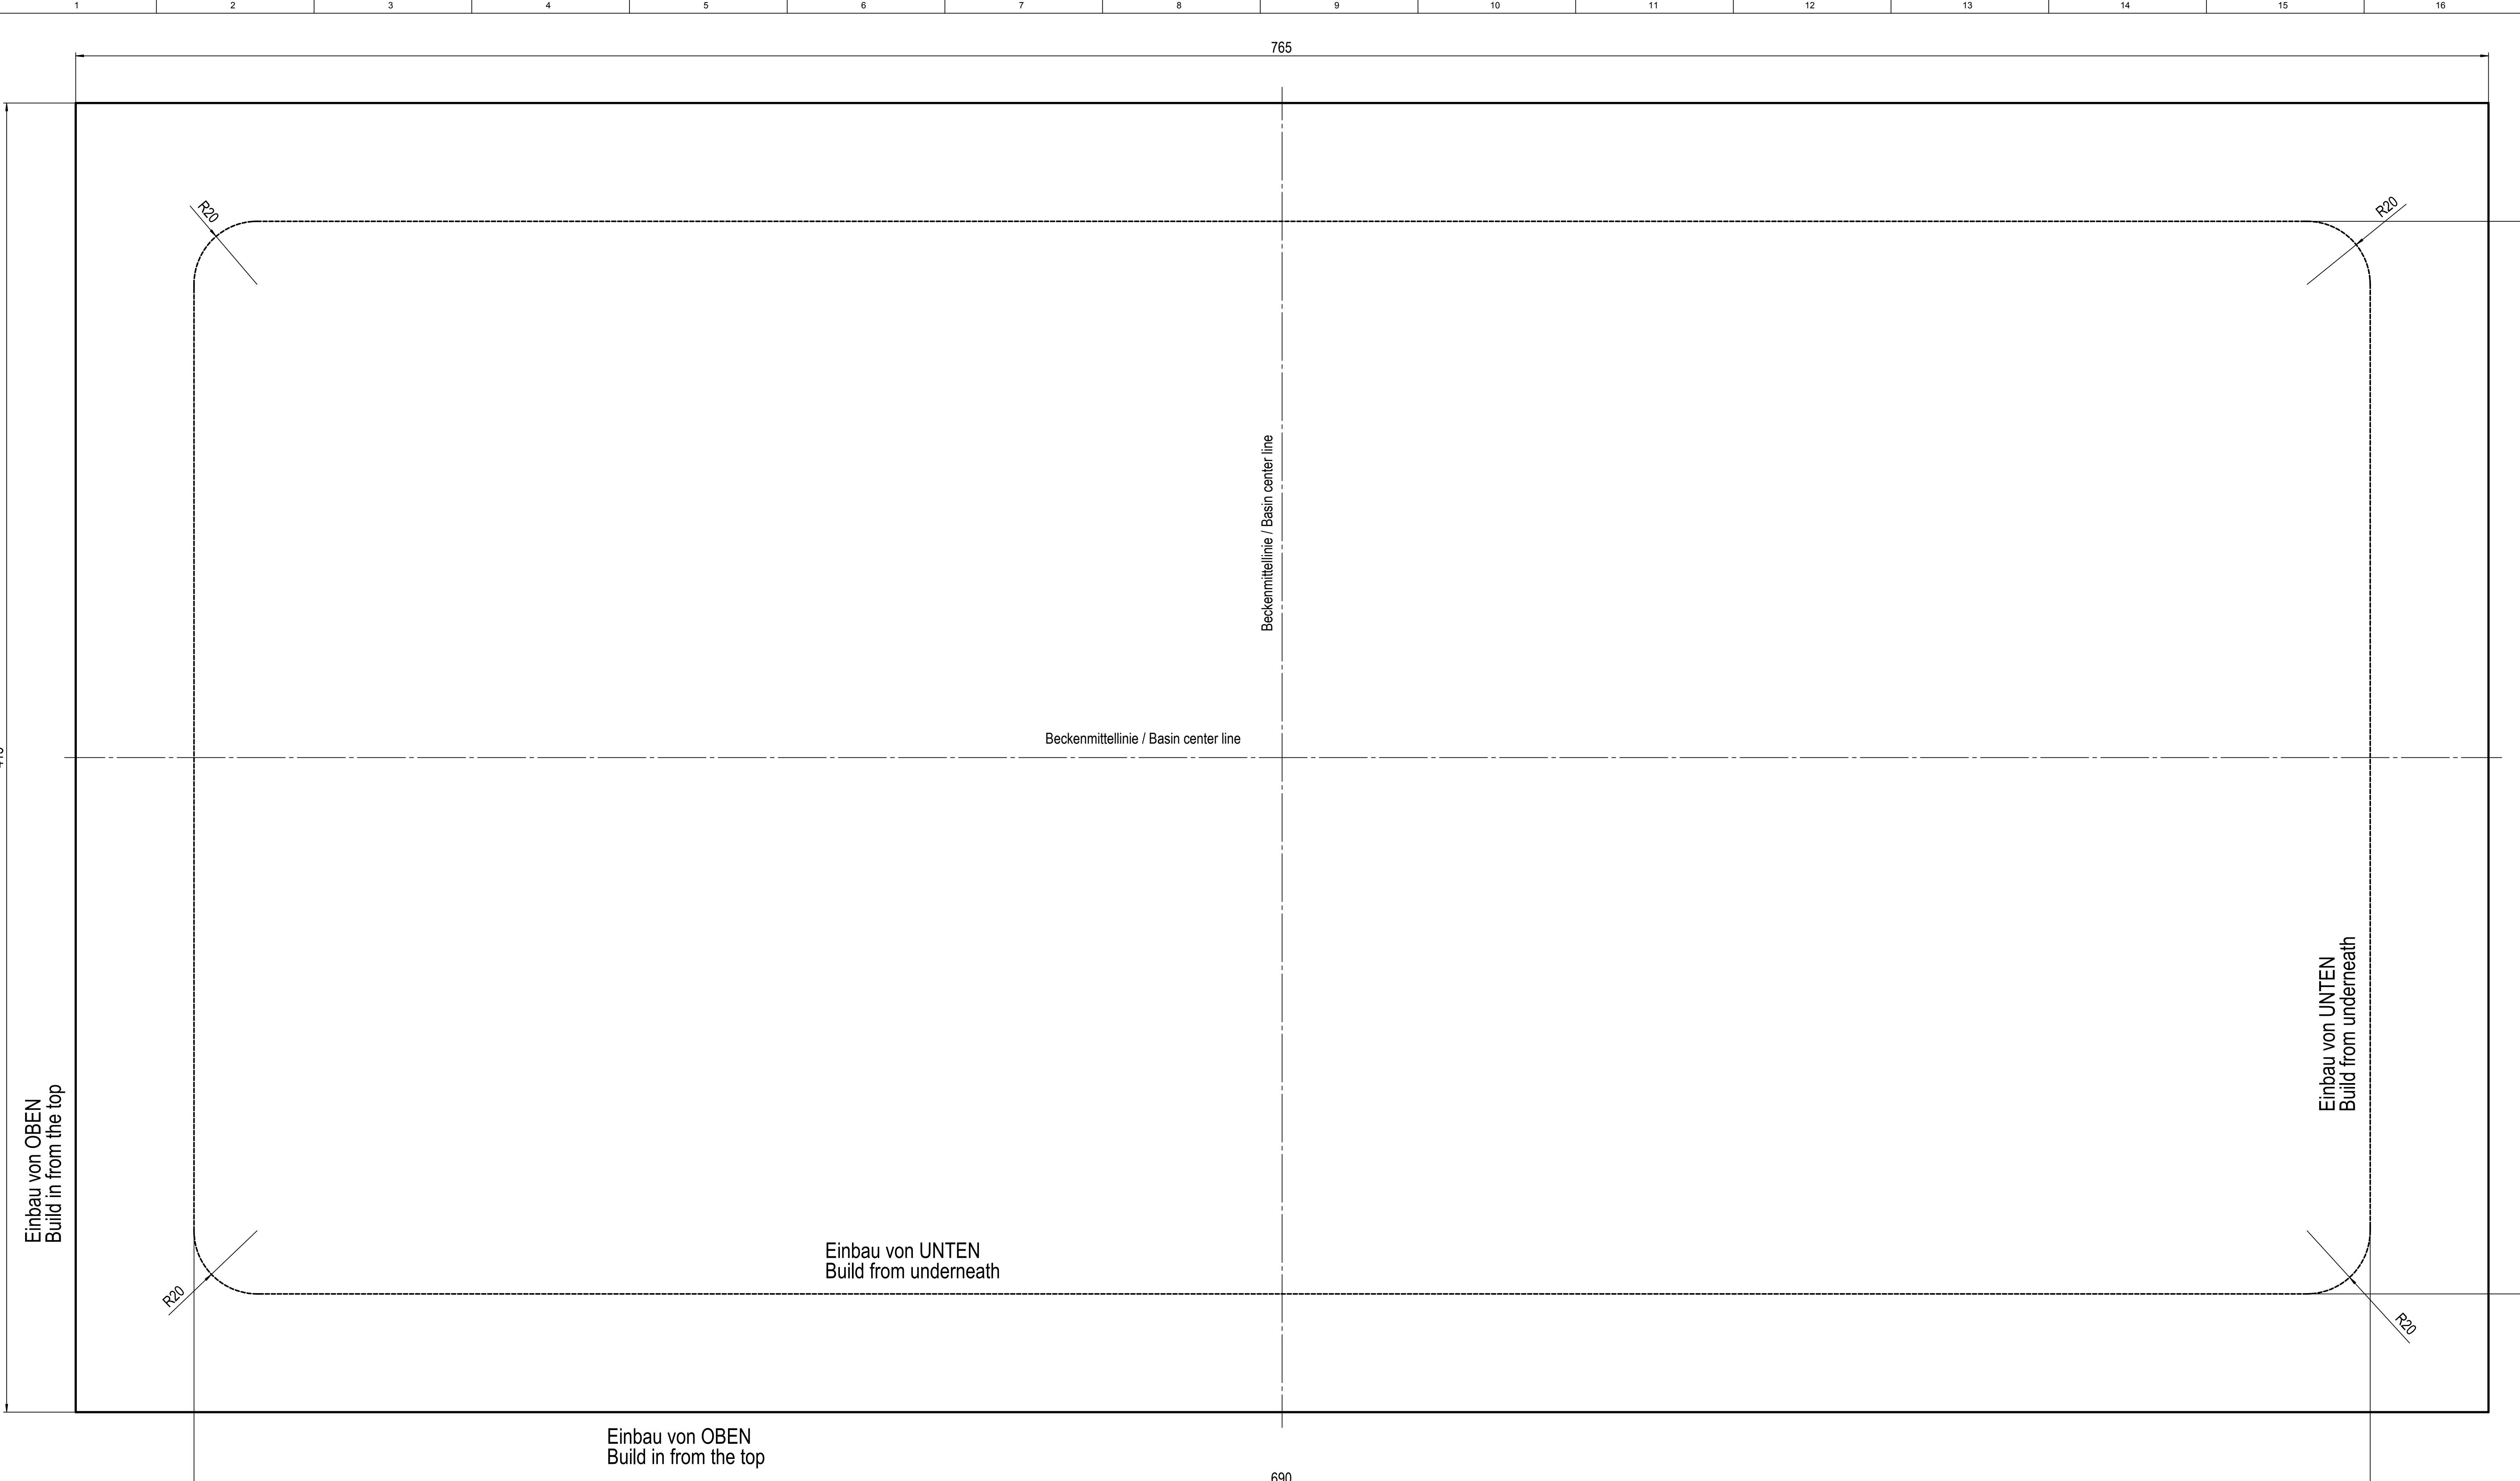 1 2 3 4 5 6 7 8 9 10 11 12 13 14 15 16
765
R20
R20
Beckenmittellinie / Basin center line
Beckenmittellinie / Basin center line
Einbau von UNTEN
Build from underneath
Einbau von OBEN
Build in from the top
Einbau von UNTEN
Build from underneath
R20
R20
Einbau von OBEN
Build in from the top
690